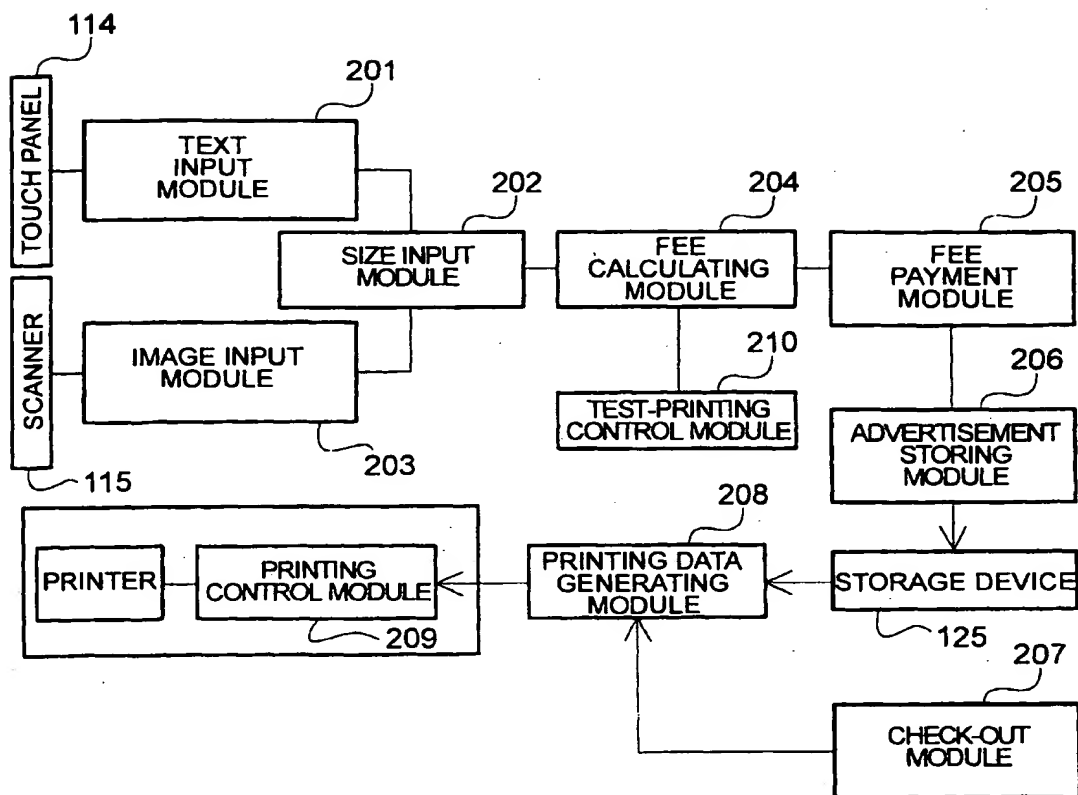 114
TOUCH PANEL
201
TEXT
INPUT
MODULE
202
SIZE INPUT
MODULE
204
FEE
CALCULATING
MODULE
205
FEE
PAYMENT
MODULE
SCANNER
115
IMAGE INPUT
MODULE
203
210
TEST-PRINTING
CONTROL MODULE
206
ADVERTISEMENT
STORING
MODULE
PRINTER
PRINTING
CONTROL MODULE
209
208
PRINTING DATA
GENERATING
MODULE
STORAGE DEVICE
125
207
CHECK-OUT
MODULE